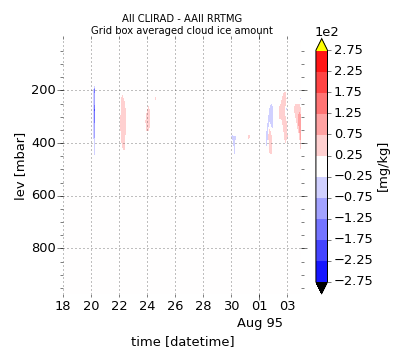 All CLIRAD - AAll RRTMG
Grid box averaged cloud ice amount
1e2
2.75
2.25
1.75
1.25
0.75
0.25
−0.25
−0.75
−1.25
−1.75
−2.25
−2.75
[mg/kg]
lev [mbar]
200
400
600
800
18 20 22 24 26 28 30 01 03
Aug 95
time [datetime]